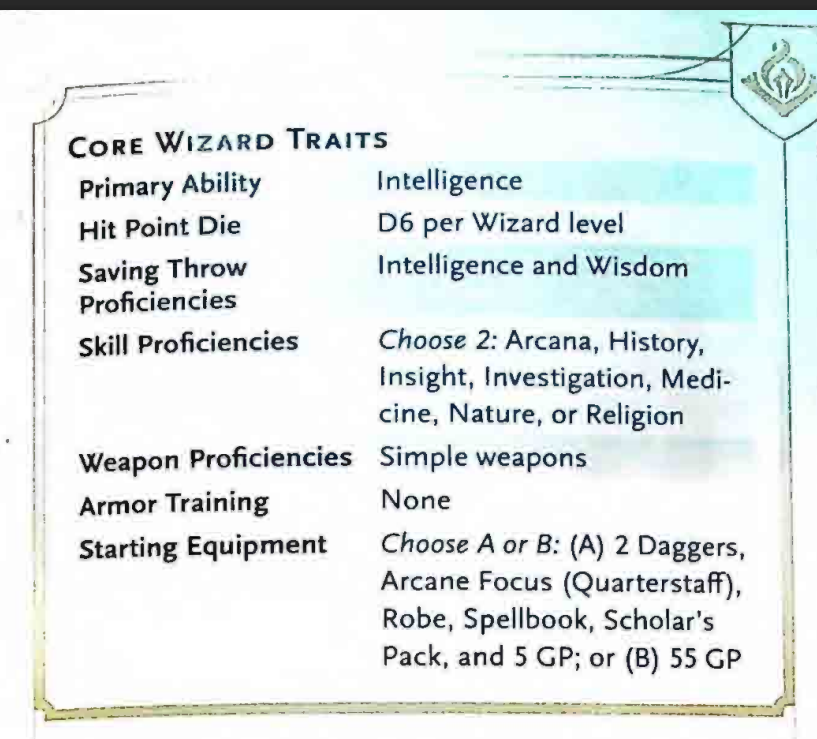 CORE WIZARD TRAITS
Primary Ability Intelligence
Hit Point Die D6 per Wizard level
Saving Throw Intelligence and Wisdom
Proficiencies
Skill Proficiencies Choose 2: Arcana, History,
Insight, Investigation, Medi-
cine, Nature, or Religion
Weapon Proficiencies Simple weapons
Armor Training None
Starting Equipment Choose A or B: (A) 2 Daggers,
Arcane Focus (Quarterstaff),
Robe, Spellbook, Scholar's
Pack, and 5 GP; or (B) 55 GP